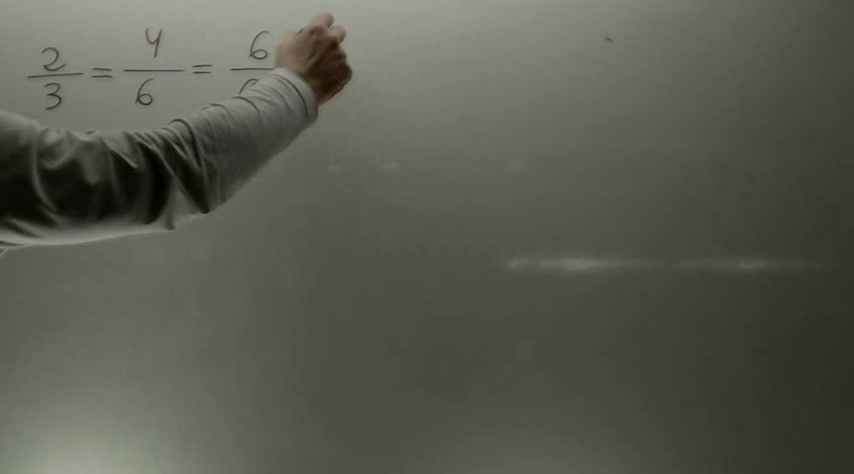 2/3 = 4/6 = 6/